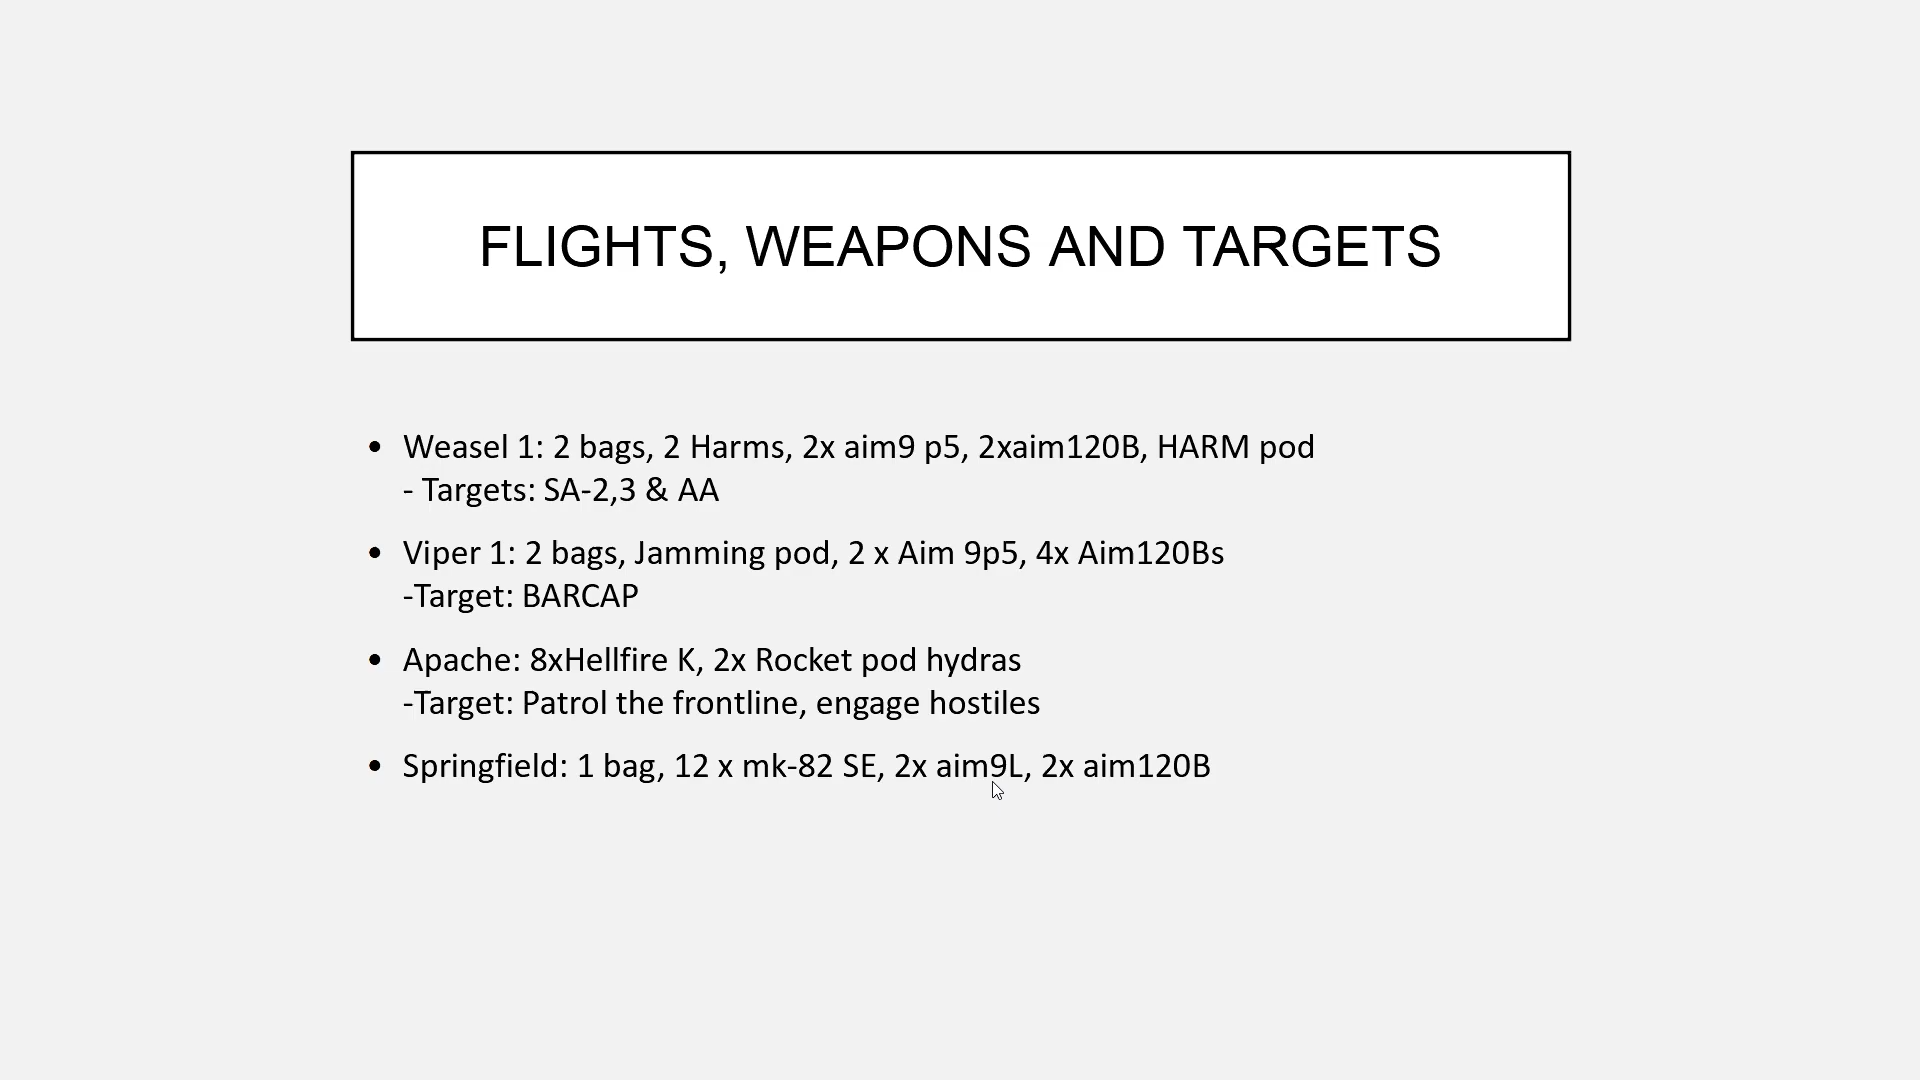 FLIGHTS, WEAPONS AND TARGETS
• Weasel 1: 2 bags, 2 Harms, 2x aim9 p5, 2xaim120B, HARM pod
- Targets: SA-2,3 & AA
• Viper 1: 2 bags, Jamming pod, 2 x Aim 9p5, 4x Aim120Bs
-Target: BARCAP
• Apache: 8xHellfire K, 2x Rocket pod hydras
-Target: Patrol the frontline, engage hostiles
• Springfield: 1 bag, 12 x mk-82 SE, 2x aim9L, 2x aim120B